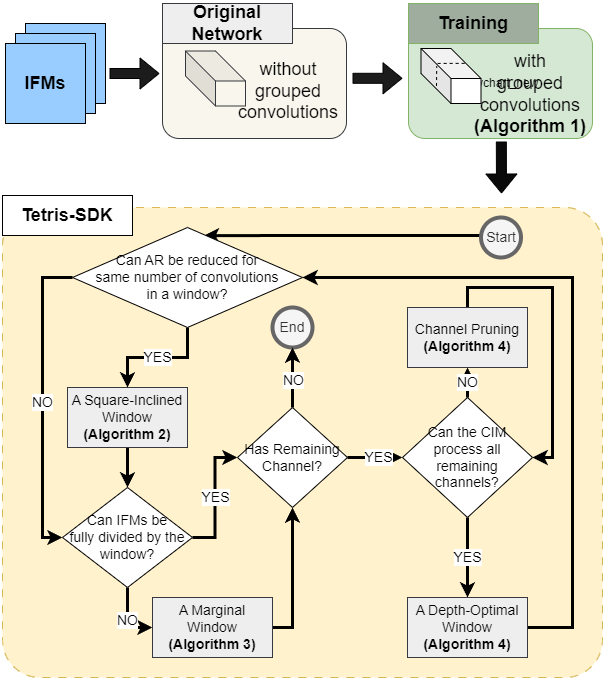 IFMs
Original
Network
without
grouped
convolutions
Training
with
grouped
convolutions
(Algorithm 1)
Tetris-SDK
Start
Can AR be reduced for
same number of convolutions
in a window?
YES
NO
A Square-Inclined
Window
(Algorithm 2)
Can IFMs be
fully divided by the
window?
YES
NO
A Marginal
Window
(Algorithm 3)
Has Remaining
Channel?
NO
End
YES
Can the CIM
process all
remaining
channels?
NO
Channel Pruning
(Algorithm 4)
YES
A Depth-Optimal
Window
(Algorithm 4)